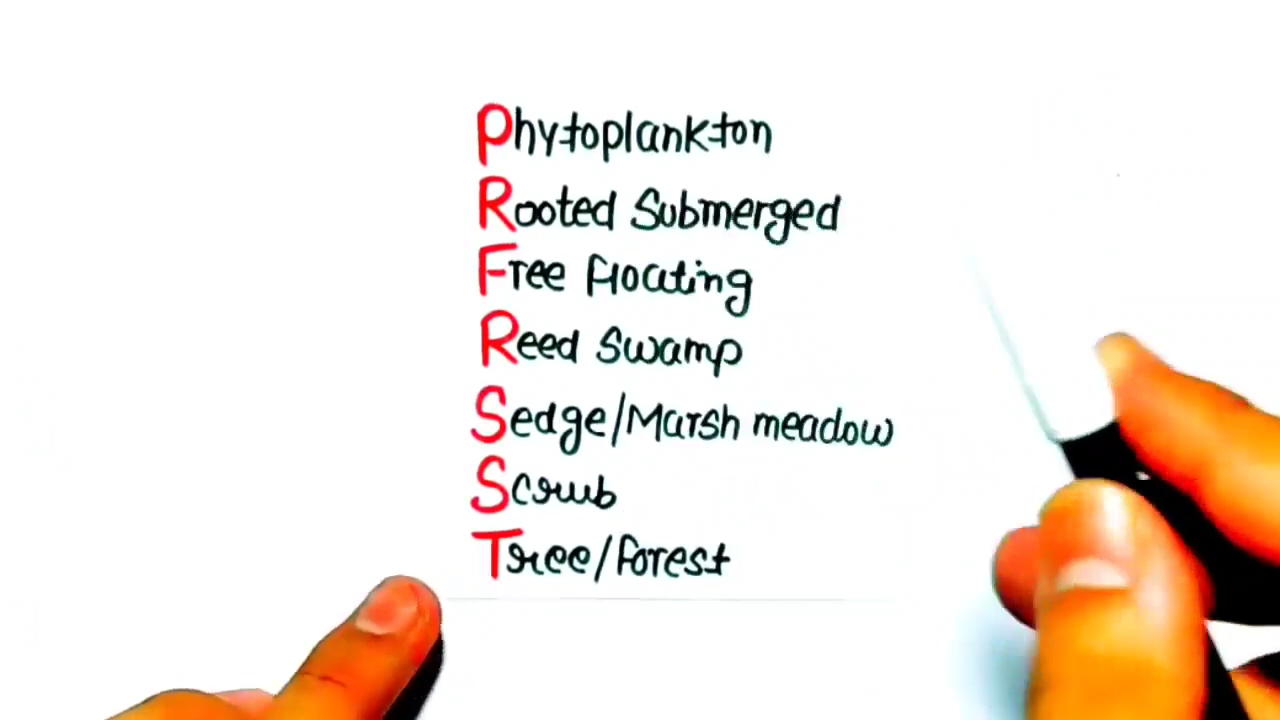 Phytoplankton
Rooted Submerged
Free floating
Reed Swamp
Sedge/Marsh meadow
Scrub
Tree/Forest